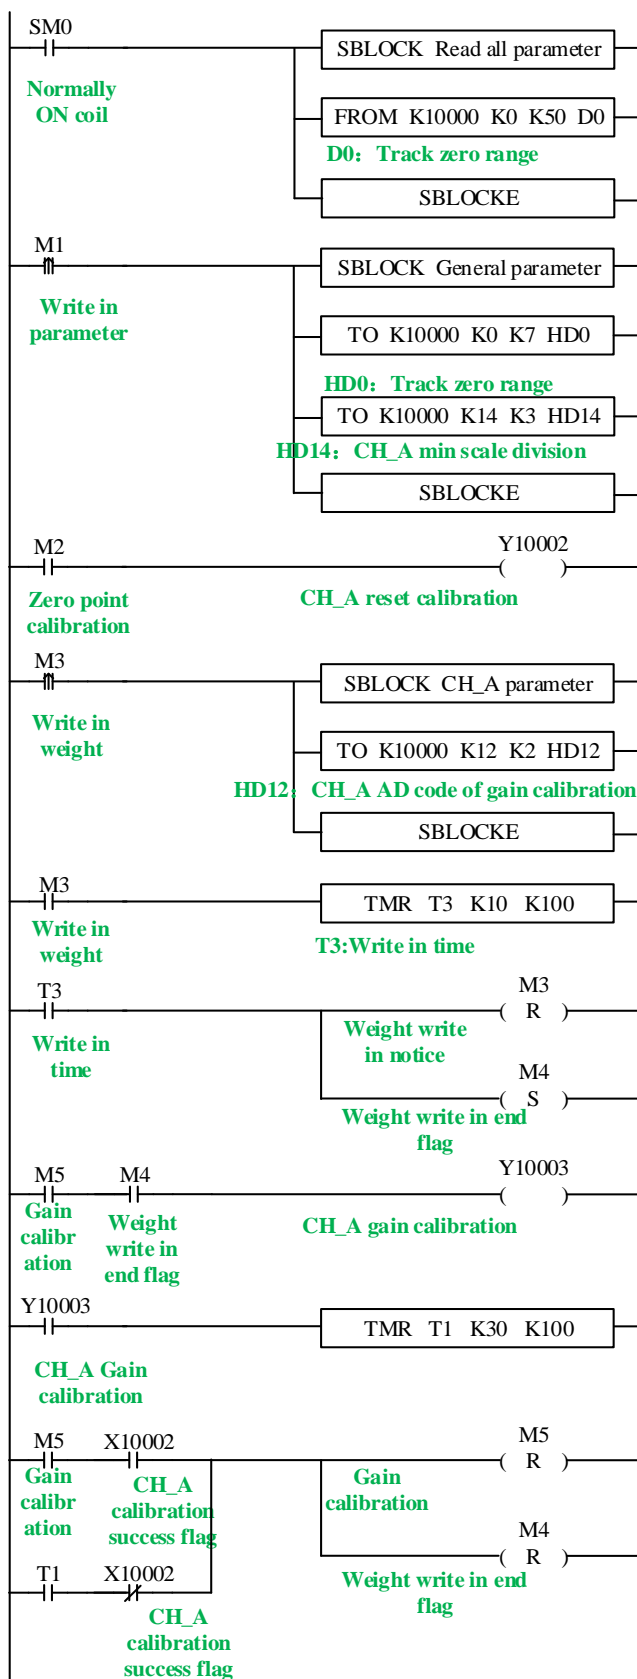 SM0
SBLOCK Read all parameter
Normally
ON coil
FROM K10000 K0 K50 D0
D0：Track zero range
SBLOCKE
M1
SBLOCK General parameter
Write in
parameter
TO K10000 K0 K7 HD0
HD0：Track zero range
TO K10000 K14 K3 HD14
HD14：CH_A min scale division
SBLOCKE
M2
Y10002
( )
Zero point
calibration
CH_A reset calibration
M3
SBLOCK CH_A parameter
Write in
weight
TO K10000 K12 K2 HD12
HD12：CH_A AD code of gain calibration
SBLOCKE
M3
TMR T3 K10 K100
Write in
weight
T3:Write in time
T3
M3
( R )
Write in
time
Weight write
in notice
M4
( S )
Weight write in end
flag
M5
M4
Y10003
( )
Gain
calibr
ation
Weight
write in
end flag
CH_A gain calibration
Y10003
TMR T1 K30 K100
CH_A Gain
calibration
M5
X10002
M5
( R )
Gain
calibr
ation
CH_A
calibration
success flag
Gain
calibration
M4
( R )
Weight write in end
flag
T1
X10002
CH_A
calibration
success flag